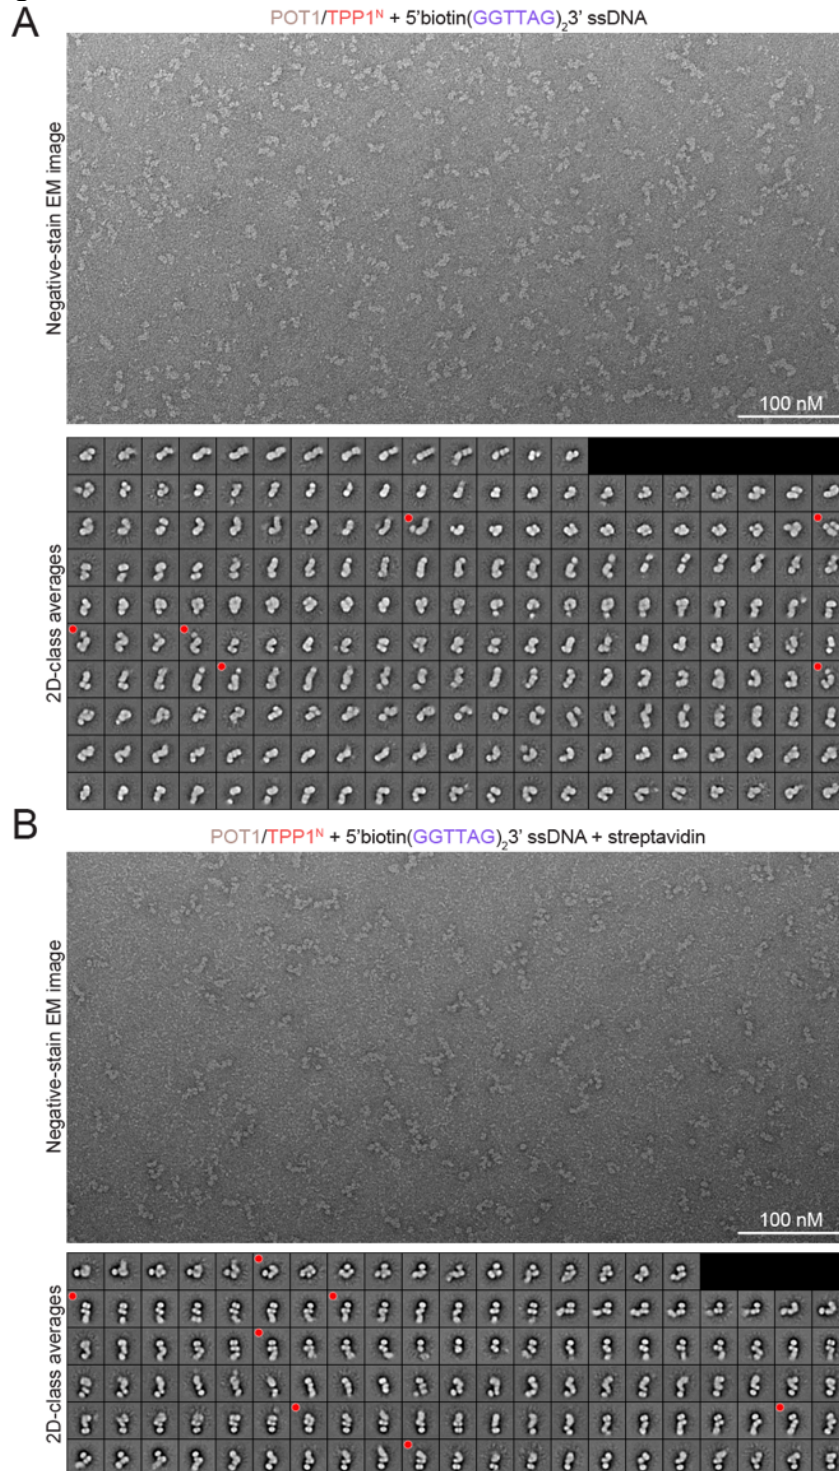 A
POT1/TPP1ᴺ + 5'biotin(GGTTAG)₂3' ssDNA
Negative-stain EM image
100 nM
2D-class averages
B
POT1/TPP1ᴺ + 5'biotin(GGTTAG)₂3' ssDNA + streptavidin
Negative-stain EM image
100 nM
2D-class averages